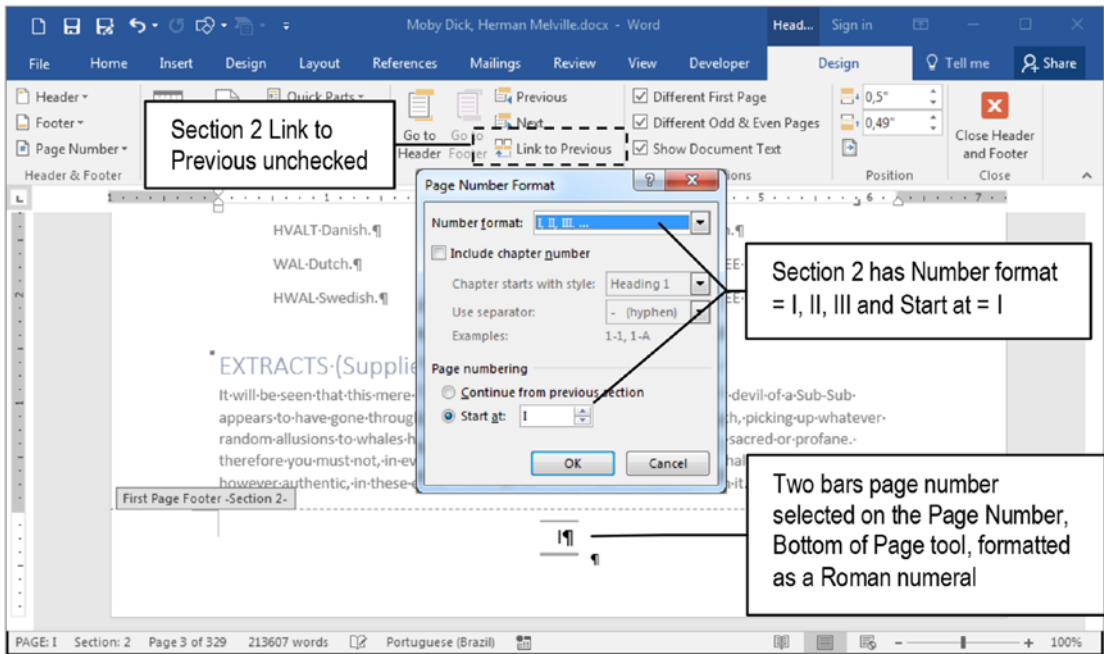 Moby Dick, Herman Melville.docx - Word
Head...
Sign in
File Home Insert Design Layout References Mailings Review View Developer Design Tell me Share
Header
Footer
Page Number
Header & Footer
Quick Parts
Section 2 Link to
Previous unchecked
Go to
Header
Go to
Footer
Previous
Next
Link to Previous
Different First Page
Different Odd & Even Pages
Show Document Text
0,5"
0,49"
Position
Close Header
and Footer
Close
1 1 5 6 7
HVALT·Danish.¶
WAL·Dutch.¶
HWAL·Swedish.¶
EXTRACTS·(Supplie
It·will·be·seen·that·this·mere· ·devil·of·a·Sub-Sub·
appears·to·have·gone·throug ·picking·up·whatever·
random·allusions·to·whales·h ·sacred·or·profane.·
therefore·you·must·not,·in·ev
however·authentic,·in·these·e
Page Number Format
Number format: I, II, III, ...
Include chapter number
Chapter starts with style: Heading 1
Use separator: - (hyphen)
Examples: 1-1, 1-A
Page numbering
Continue from previous section
Start at: I
OK Cancel
Section 2 has Number format
= I, II, III and Start at = I
First Page Footer -Section 2-
I¶
¶
Two bars page number
selected on the Page Number,
Bottom of Page tool, formatted
as a Roman numeral
PAGE: I Section: 2 Page 3 of 329 213607 words Portuguese (Brazil) 100%